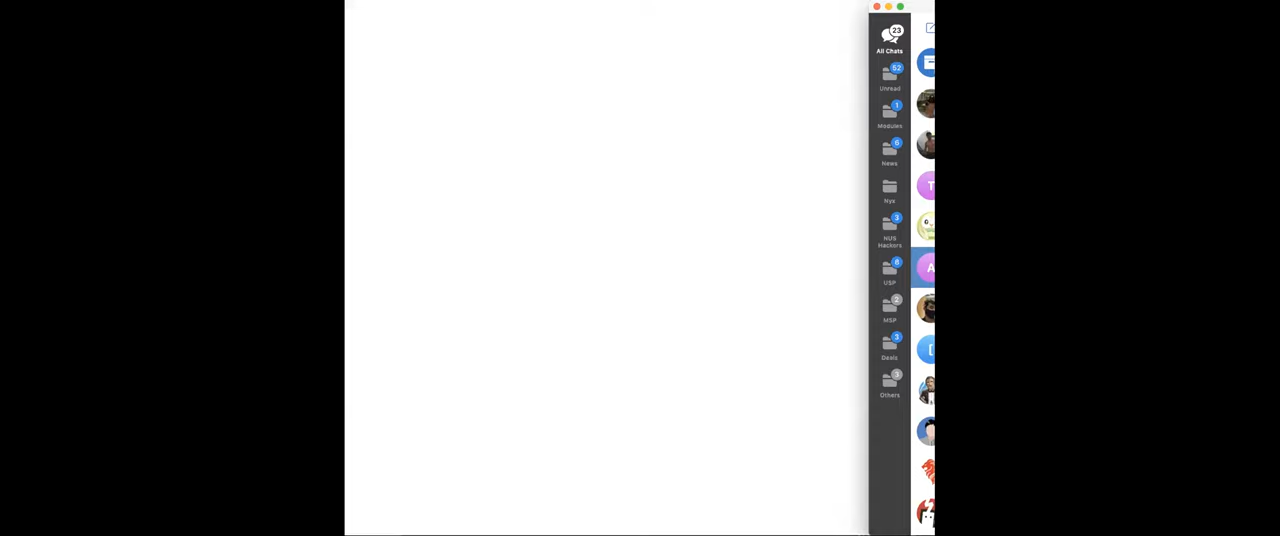 23
All Chats
52
Unread
1
Modules
6
News
Nys
3
NUS
Hackers
T
8
USP
A
2
MSP
3
Deals
3
Others